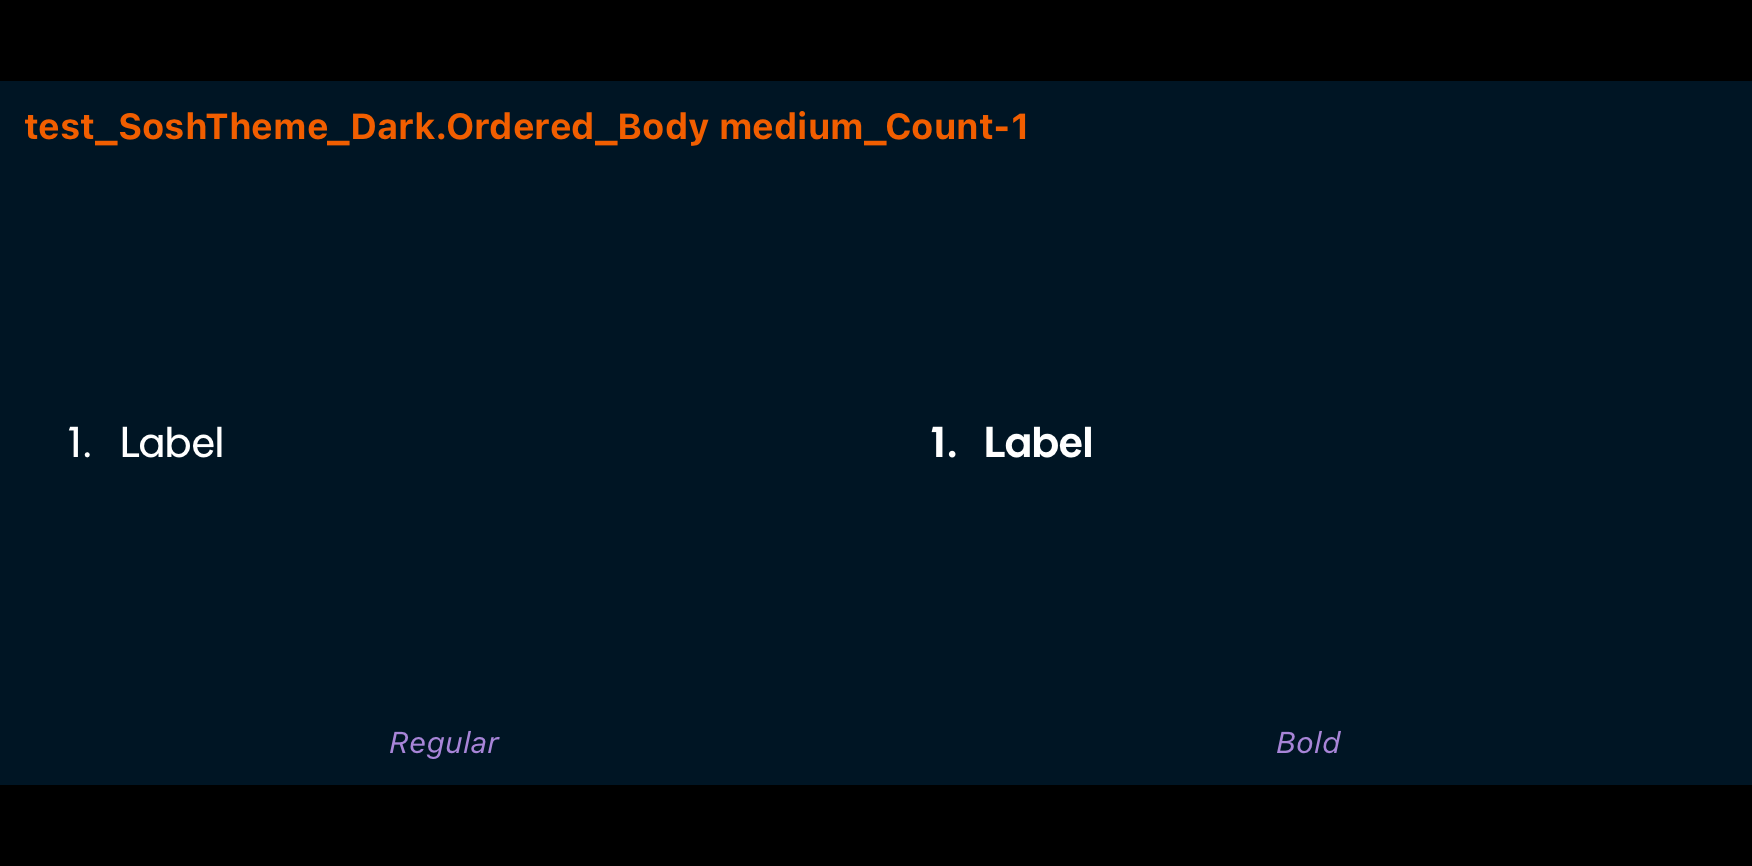 test_SoshTheme_Dark.Ordered_Body medium_Count-1
1. Label
1. Label
Regular
Bold